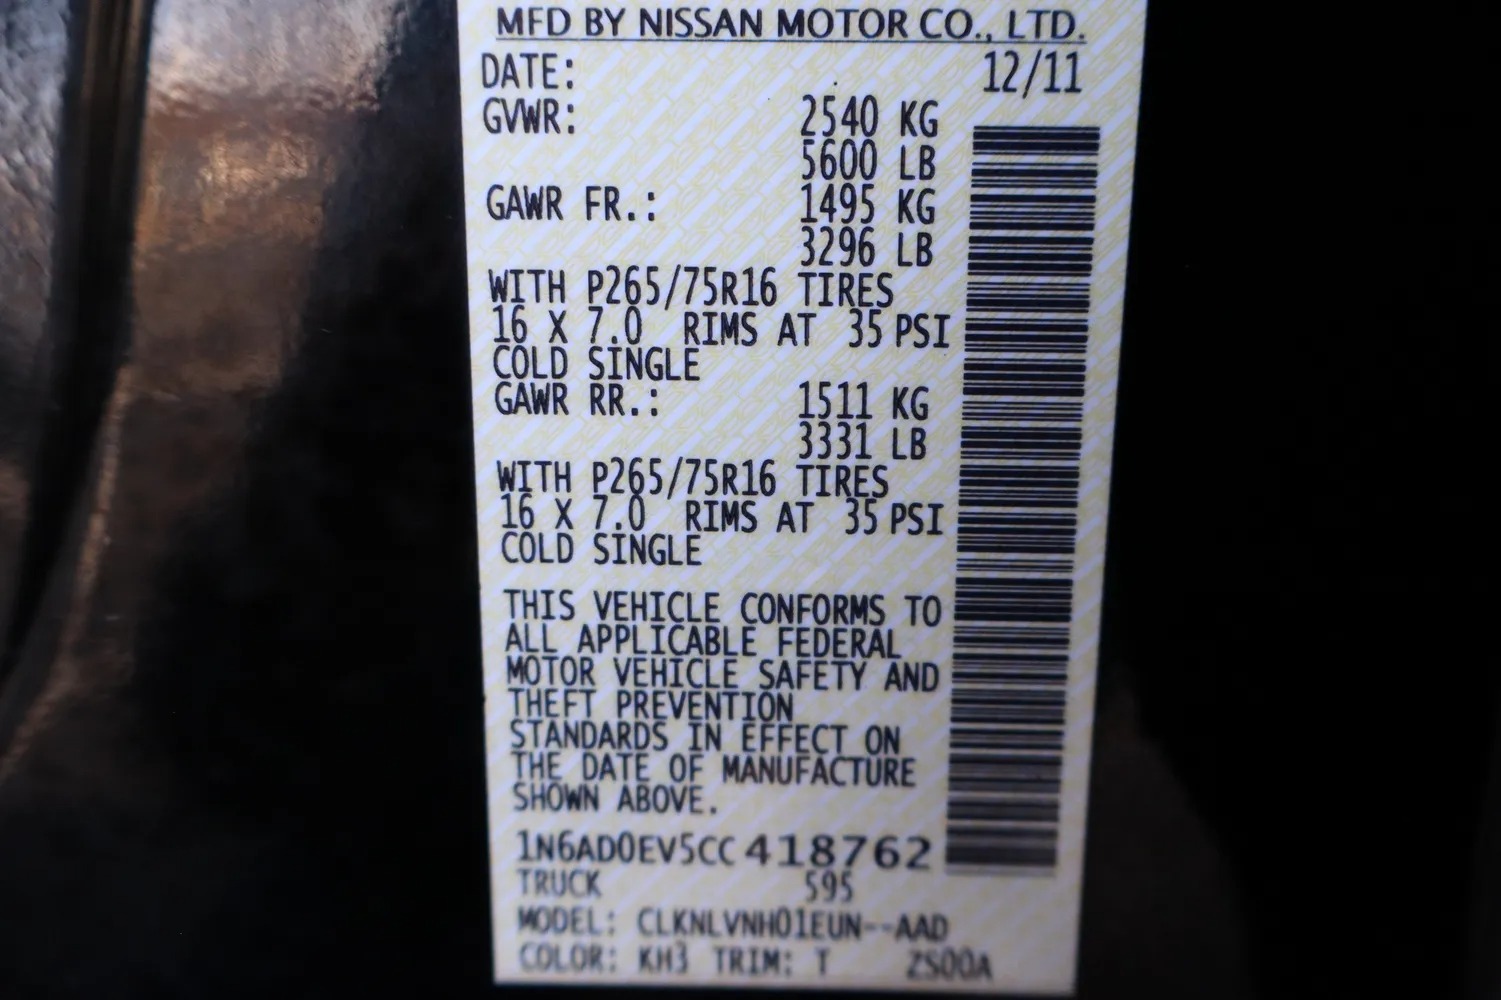 MFD BY NISSAN MOTOR CO., LTD.
DATE: 12/11
GVWR: 2540 KG
5600 LB
GAWR FR.: 1495 KG
3296 LB
WITH P265/75R16 TIRES
16 X 7.0 RIMS AT 35 PSI
COLD SINGLE
GAWR RR.: 1511 KG
3331 LB
WITH P265/75R16 TIRES
16 X 7.0 RIMS AT 35 PSI
COLD SINGLE
THIS VEHICLE CONFORMS TO
ALL APPLICABLE FEDERAL
MOTOR VEHICLE SAFETY AND
THEFT PREVENTION
STANDARDS IN EFFECT ON
THE DATE OF MANUFACTURE
SHOWN ABOVE.
1N6AD0EV5CC 418762
TRUCK 595
MODEL: CLKNLVNH01EUN--AAD
COLOR: KH3 TRIM: T ZS00A